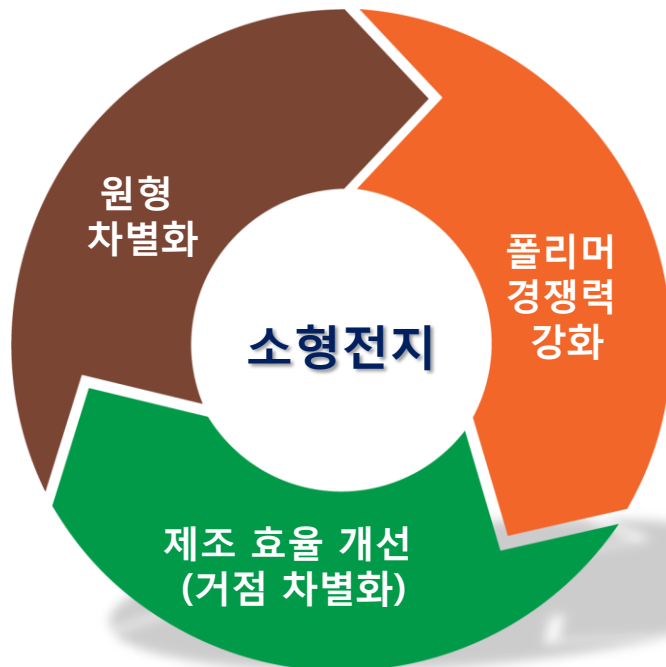 원형
차별화
폴리머
경쟁력
강화
소형전지
제조 효율 개선
(거점 차별화)